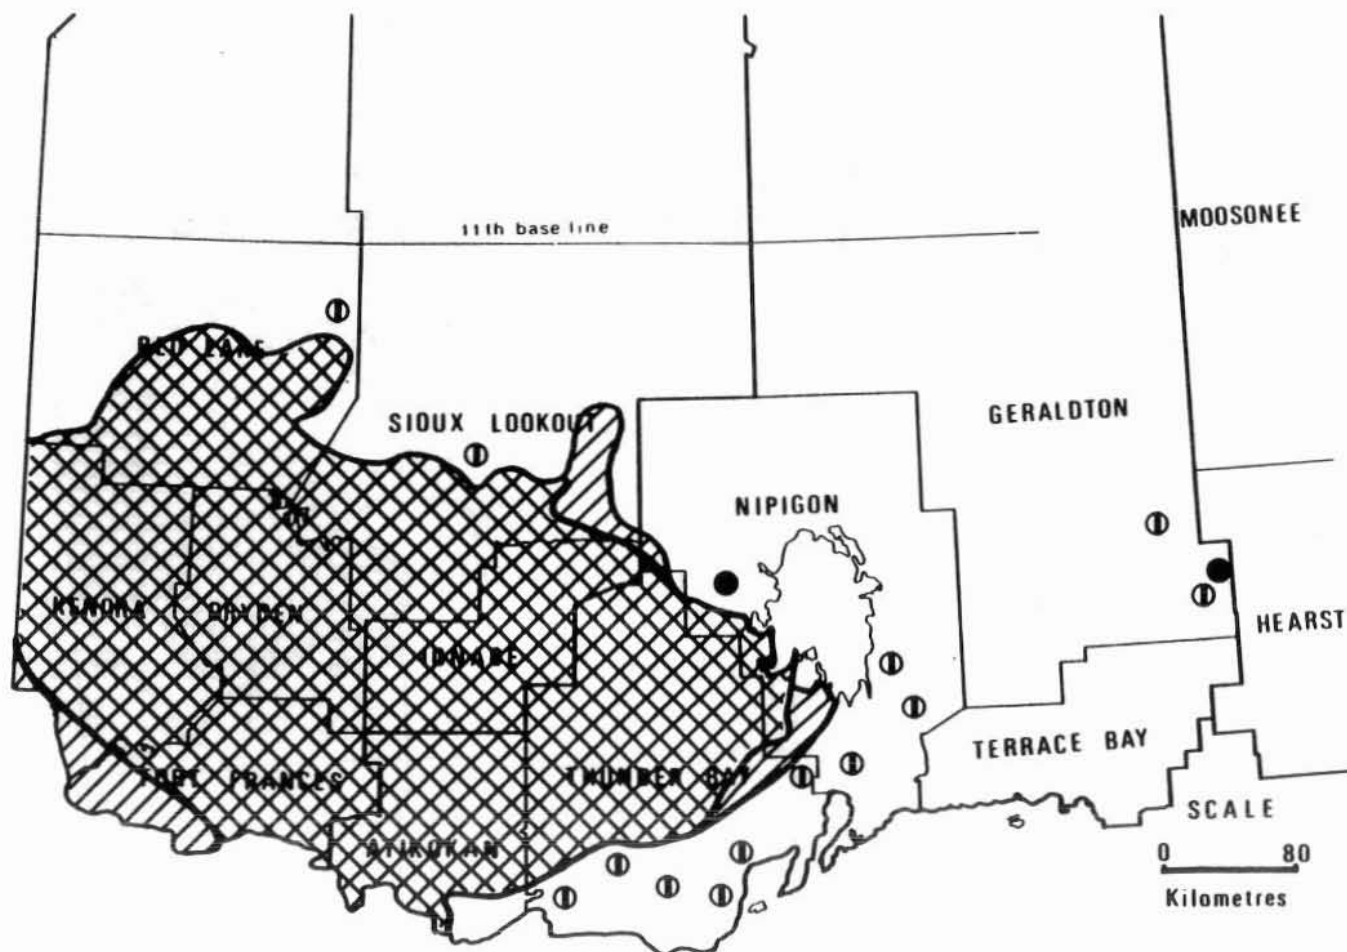 11th base line
MOOSONEE
RED LAKE
SIOUX LOOKOUT
GERALDTON
NIPIGON
KENORA
DRYDEN
IGNACE
HEARST
TERRACE BAY
FORT FRANCES
THUNDER BAY
ATIKOKAN
SCALE
0 80
Kilometres